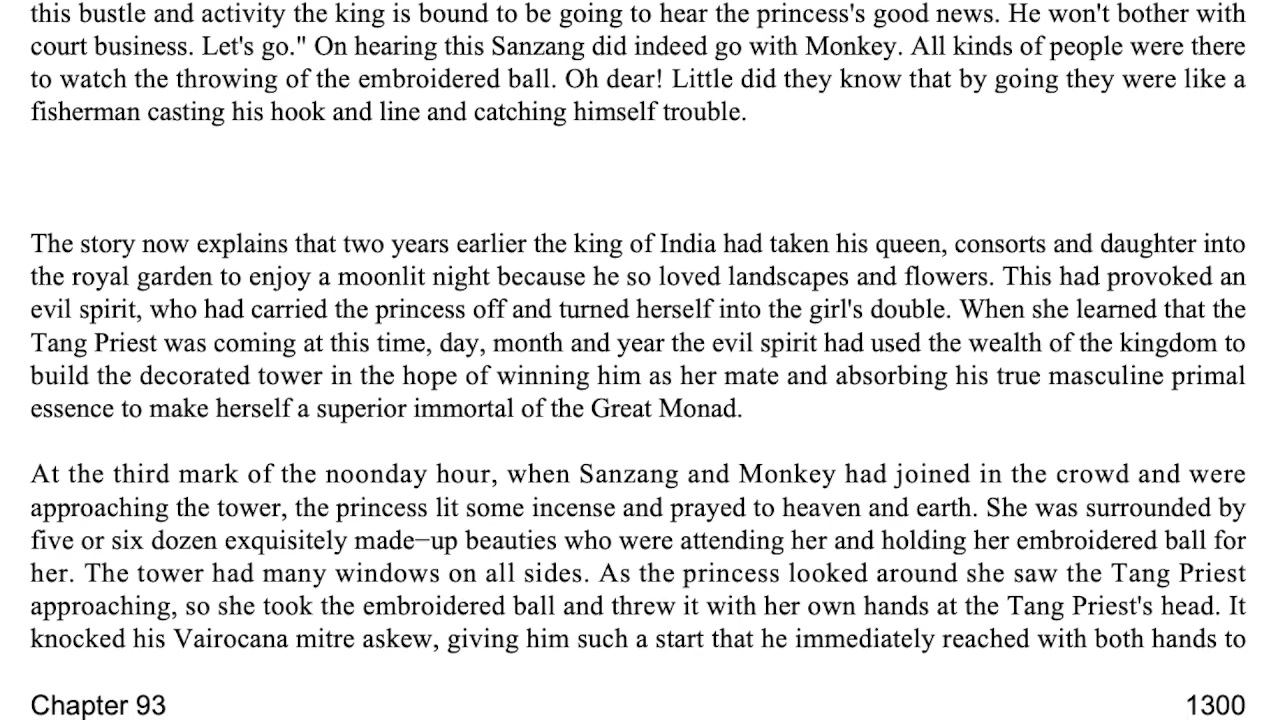 this bustle and activity the king is bound to be going to hear the princess's good news. He won't bother with
court business. Let's go." On hearing this Sanzang did indeed go with Monkey. All kinds of people were there
to watch the throwing of the embroidered ball. Oh dear! Little did they know that by going they were like a
fisherman casting his hook and line and catching himself trouble.
The story now explains that two years earlier the king of India had taken his queen, consorts and daughter into
the royal garden to enjoy a moonlit night because he so loved landscapes and flowers. This had provoked an
evil spirit, who had carried the princess off and turned herself into the girl's double. When she learned that the
Tang Priest was coming at this time, day, month and year the evil spirit had used the wealth of the kingdom to
build the decorated tower in the hope of winning him as her mate and absorbing his true masculine primal
essence to make herself a superior immortal of the Great Monad.
At the third mark of the noonday hour, when Sanzang and Monkey had joined in the crowd and were
approaching the tower, the princess lit some incense and prayed to heaven and earth. She was surrounded by
five or six dozen exquisitely made−up beauties who were attending her and holding her embroidered ball for
her. The tower had many windows on all sides. As the princess looked around she saw the Tang Priest
approaching, so she took the embroidered ball and threw it with her own hands at the Tang Priest's head. It
knocked his Vairocana mitre askew, giving him such a start that he immediately reached with both hands to
Chapter 93 1300